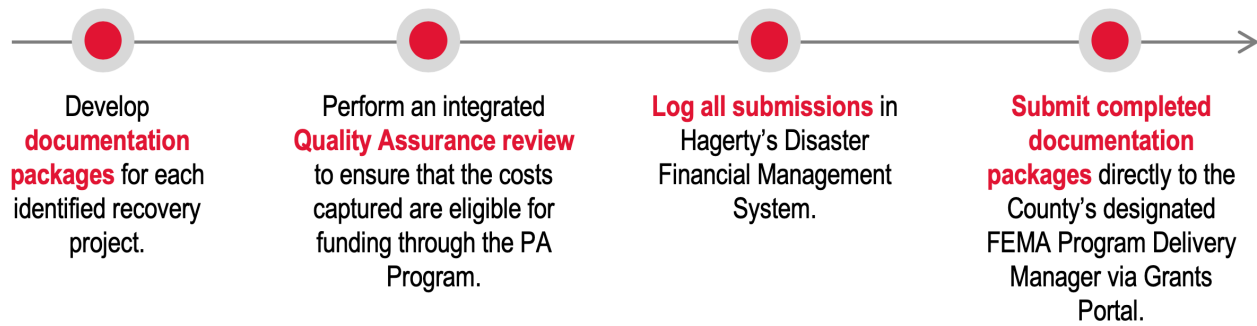 Develop
documentation
packages for each
identified recovery
project.
Perform an integrated
Quality Assurance review
to ensure that the costs
captured are eligible for
funding through the PA
Program.
Log all submissions in
Hagerty’s Disaster
Financial Management
System.
Submit completed
documentation
packages directly to the
County’s designated
FEMA Program Delivery
Manager via Grants
Portal.